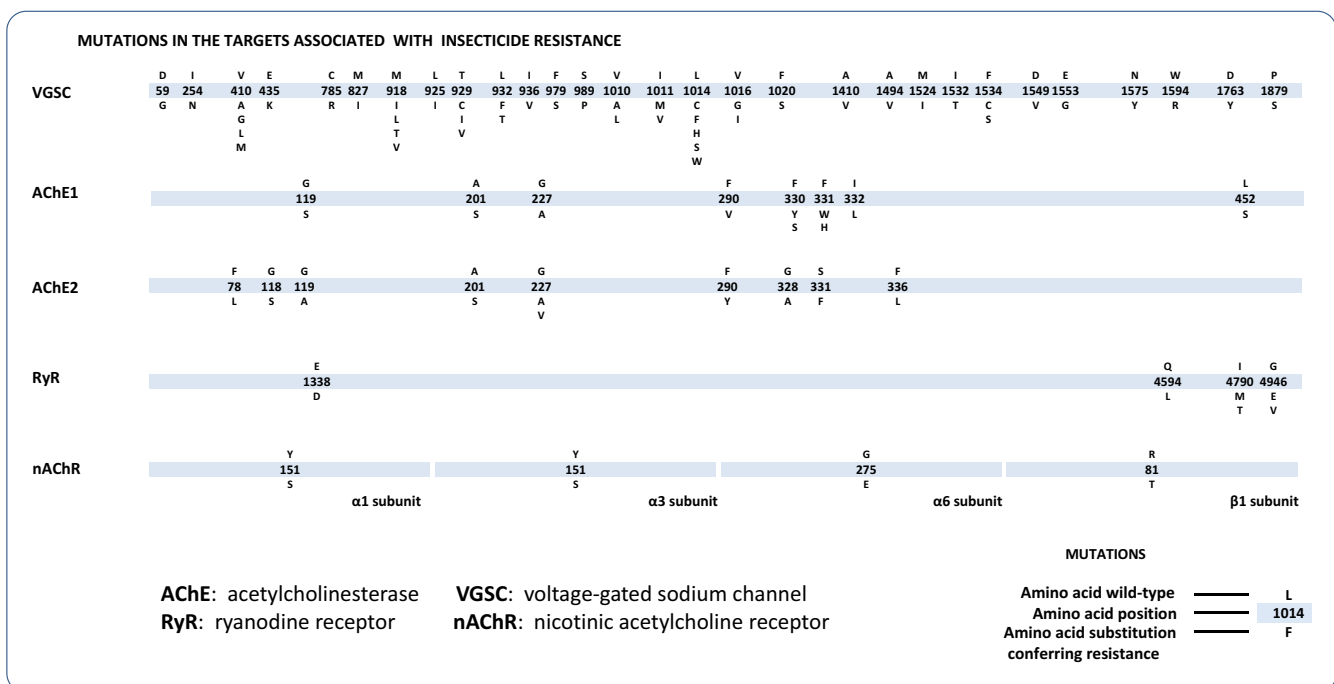 MUTATIONS IN THE TARGETS ASSOCIATED WITH INSECTICIDE RESISTANCE
D I V E C M M L T L I F S V I L V F A A M I F D E N W D P
VGSC 59 254 410 435 785 827 918 925 929 932 936 979 989 1010 1011 1014 1016 1020 1410 1494 1524 1532 1534 1549 1553 1575 1594 1763 1879
G N A K R I I I C F V S P A M C G S V V I T C V G Y R Y S
G L I T L V F I S
L T V H
M V S
W
G A G F F F I L
AChE1 119 201 227 290 330 331 332 452
S S A V Y W L S
S H
F G G A G F G S F
AChE2 78 118 119 201 227 290 328 331 336
L S A S A Y A F L
V
E Q I G
RyR 1338 4594 4790 4946
D L M E
T V
Y Y G R
nAChR 151 151 275 81
S S E T
α1 subunit α3 subunit α6 subunit β1 subunit
MUTATIONS
AChE: acetylcholinesterase VGSC: voltage-gated sodium channel
RyR: ryanodine receptor nAChR: nicotinic acetylcholine receptor
Amino acid wild-type L
Amino acid position 1014
Amino acid substitution F
conferring resistance